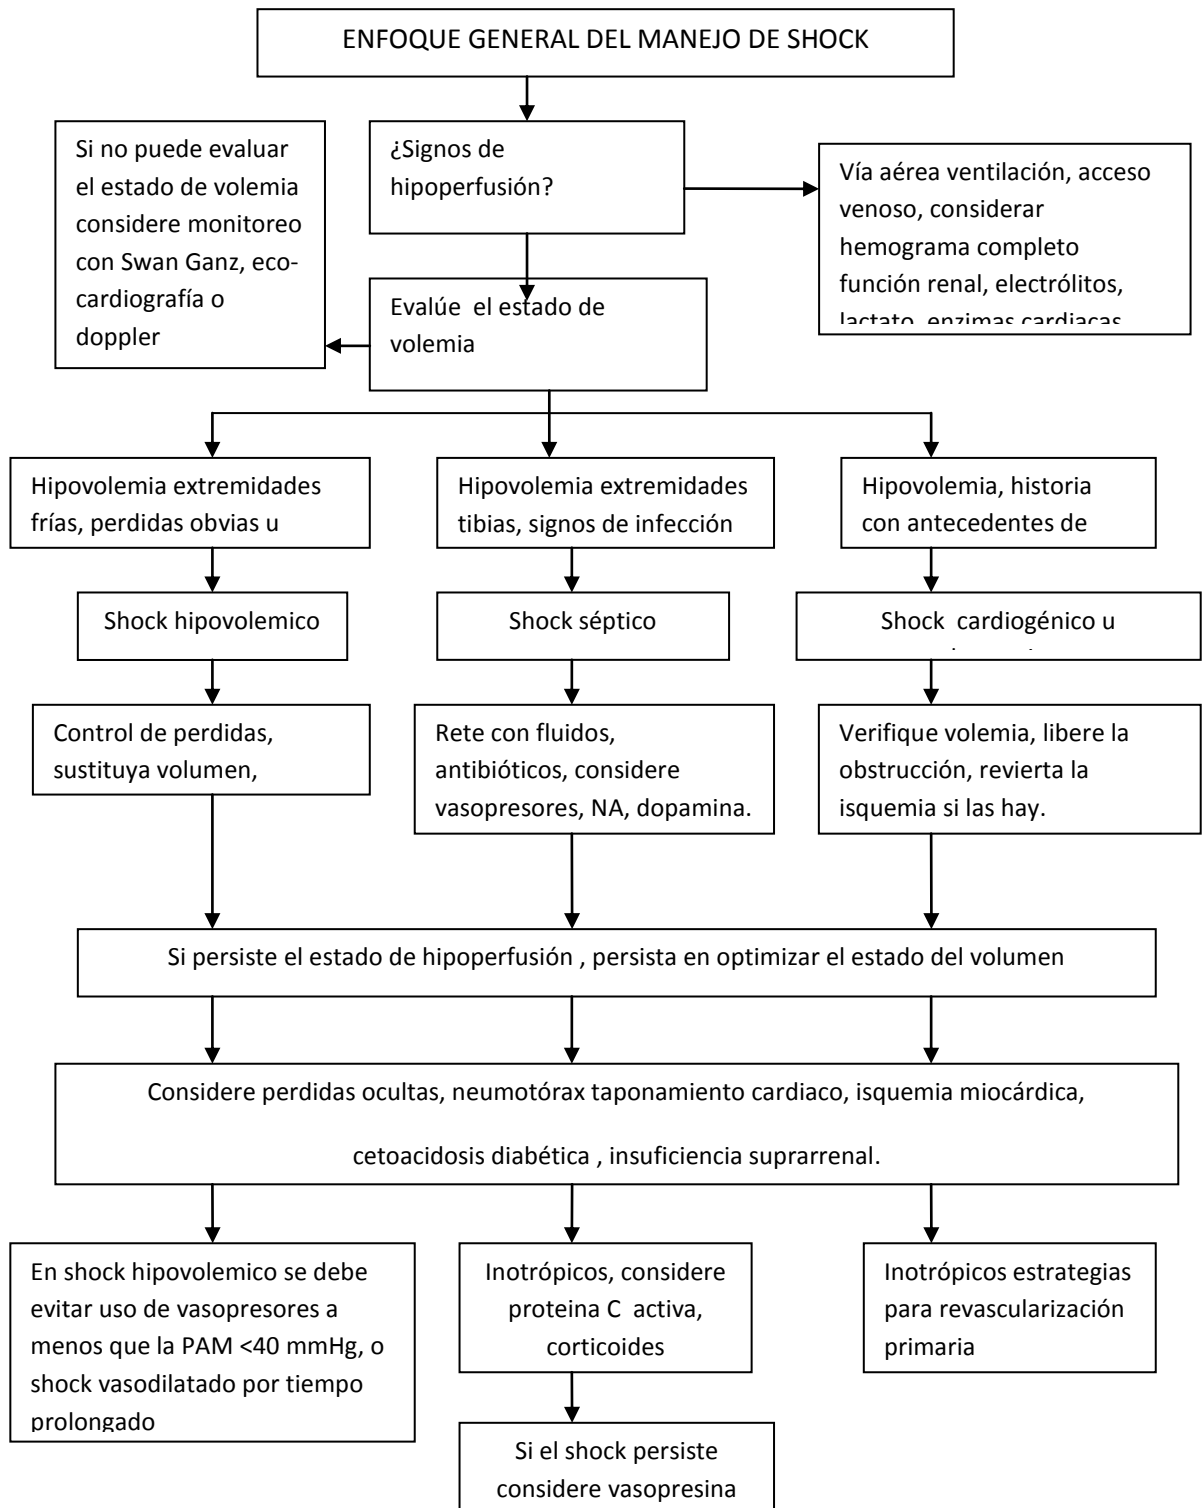 ENFOQUE GENERAL DEL MANEJO DE SHOCK
Si no puede evaluar
el estado de volemia
considere monitoreo
con Swan Ganz, eco-
cardiografía o
doppler
¿Signos de
hipoperfusión?
Vía aérea ventilación, acceso
venoso, considerar
hemograma completo
función renal, electrólitos,
lactato, enzimas cardiacas
Evalúe el estado de
volemia
Hipovolemia extremidades
frías, perdidas obvias u
Hipovolemia extremidades
tibias, signos de infección
Hipovolemia, historia
con antecedentes de
Shock hipovolemico
Shock séptico
Shock cardiogénico u
Control de perdidas,
sustituya volumen,
Rete con fluidos,
antibióticos, considere
vasopresores, NA, dopamina.
Verifique volemia, libere la
obstrucción, revierta la
isquemia si las hay.
Si persiste el estado de hipoperfusión , persista en optimizar el estado del volumen
Considere perdidas ocultas, neumotórax taponamiento cardiaco, isquemia miocárdica,
cetoacidosis diabética , insuficiencia suprarrenal.
En shock hipovolemico se debe
evitar uso de vasopresores a
menos que la PAM <40 mmHg, o
shock vasodilatado por tiempo
prolongado
Inotrópicos, considere
proteina C activa,
corticoides
Inotrópicos estrategias
para revascularización
primaria
Si el shock persiste
considere vasopresina